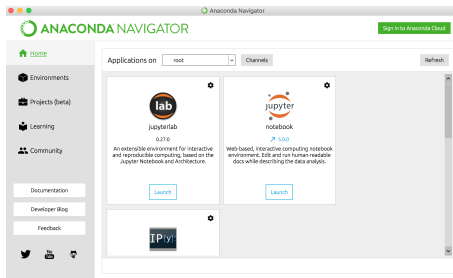 Anaconda Navigator
ANACONDA NAVIGATOR
Sign in to Anaconda Cloud
Home
Environments
Projects (beta)
Learning
Community
Documentation
Developer Blog
Feedback
You
Tube
Applications on
root
Channels
Refresh
lab
jupyterlab
0.27.0
An extensible environment for interactive
and reproducible computing, based on the
Jupyter Notebook and Architecture.
Launch
jupyter
notebook
5.0.0
Web-based, interactive computing notebook
environment. Edit and run human-readable
docs while describing the data analysis.
Launch
IP[y]: